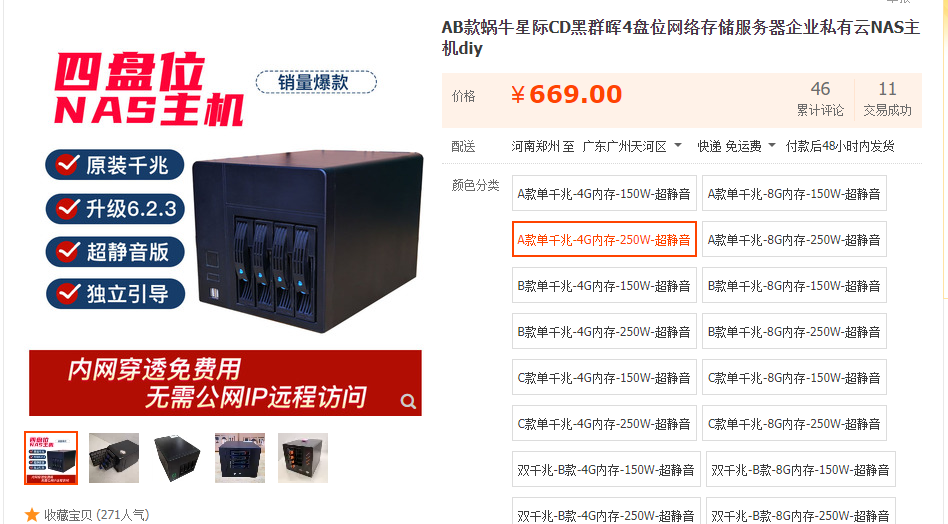 AB款蜗牛星际CD黑群晖4盘位网络存储服务器企业私有云NAS主
机diy
四盘位
NAS主机
销量爆款
原装千兆
升级6.2.3
超静音版
独立引导
内网穿透免费用
无需公网IP远程访问
收藏宝贝 (271人气)
价格
¥669.00
46
累计评论
11
交易成功
配送
河南郑州 至 广东广州天河区 快递 免运费 付款后48小时内发货
颜色分类
A款单千兆-4G内存-150W-超静音
A款单千兆-8G内存-150W-超静音
A款单千兆-4G内存-250W-超静音
A款单千兆-8G内存-250W-超静音
B款单千兆-4G内存-150W-超静音
B款单千兆-8G内存-150W-超静音
B款单千兆-4G内存-250W-超静音
B款单千兆-8G内存-250W-超静音
C款单千兆-4G内存-150W-超静音
C款单千兆-8G内存-150W-超静音
C款单千兆-4G内存-250W-超静音
C款单千兆-8G内存-250W-超静音
双千兆-B款-4G内存-150W-超静音
双千兆-B款-8G内存-150W-超静音
双千兆-B款-4G内存-250W-超静音
双千兆-B款-8G内存-250W-超静音